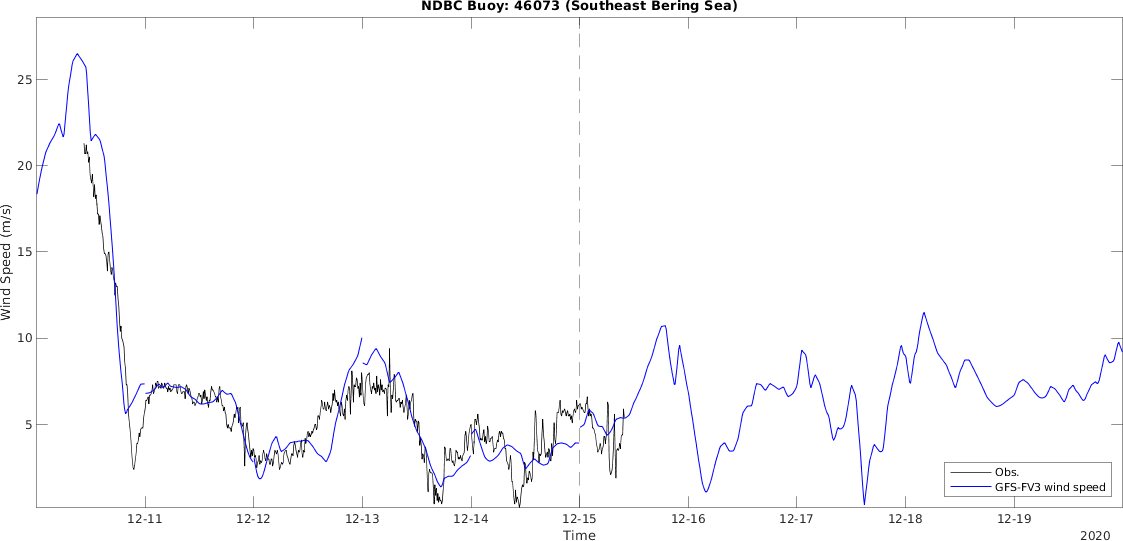 NDBC Buoy: 46073 (Southeast Bering Sea)
25
20
15
10
5
Wind Speed (m/s)
12-11 12-12 12-13 12-14 12-15 12-16 12-17 12-18 12-19
Time
2020
Obs.
GFS-FV3 wind speed